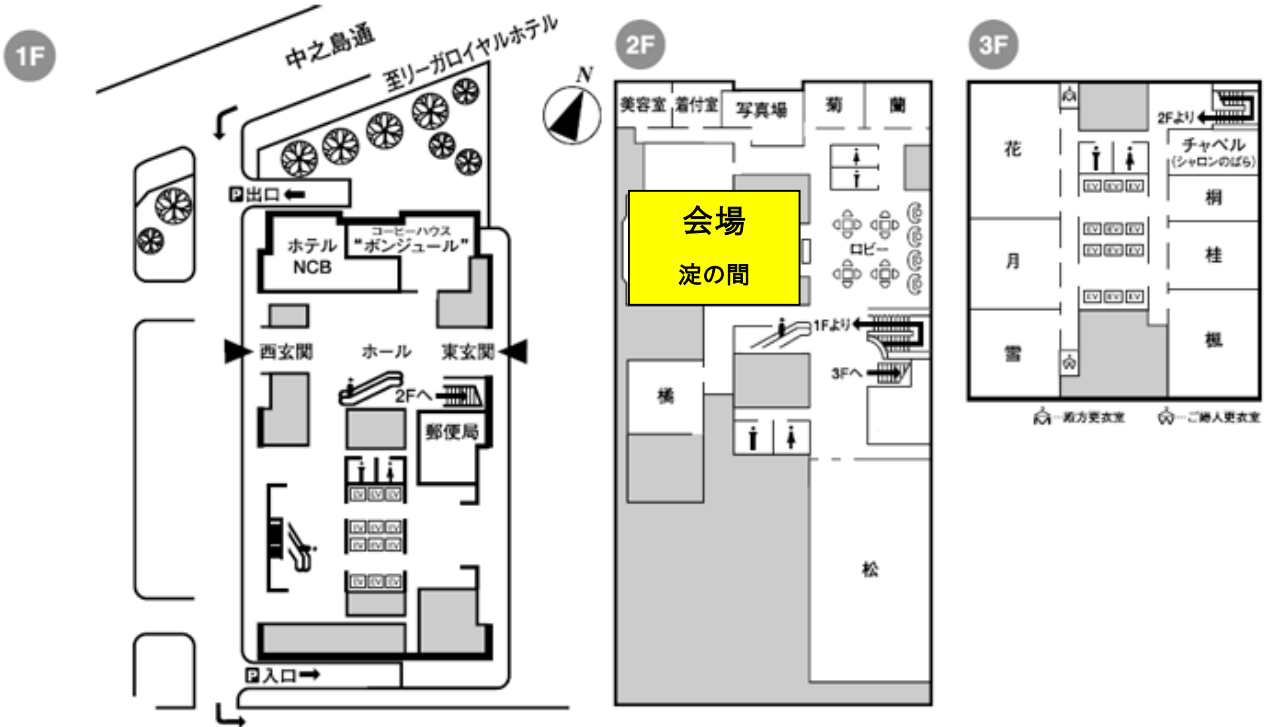 1F
中之島通
至リーガロイヤルホテル
N
P出口
ホテル
NCB
コーヒーハウス
“ボンジュール”
西玄関
ホール
東玄関
2Fへ
郵便局
EV EV EV
EV EV EV
EV EV EV
EV EV EV
P入口
2F
美容室
着付室
写真場
菊
蘭
会場
淀の間
ロビー
1Fより
3Fへ
橘
松
3F
花
2Fより
チャペル
(シャロンのばら)
EV EV EV
桐
月
EV EV EV
EV EV EV
桂
EV EV EV
雪
楓
…殿方更衣室
…ご婦人更衣室